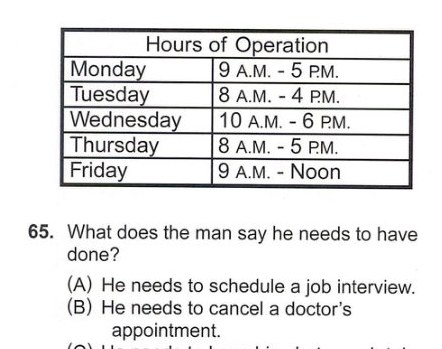 Hours of Operation
Monday 9 A.M. - 5 P.M.
Tuesday 8 A.M. - 4 P.M.
Wednesday 10 A.M. - 6 P.M.
Thursday 8 A.M. - 5 P.M.
Friday 9 A.M. - Noon
65. What does the man say he needs to have
done?
(A) He needs to schedule a job interview.
(B) He needs to cancel a doctor's
appointment.